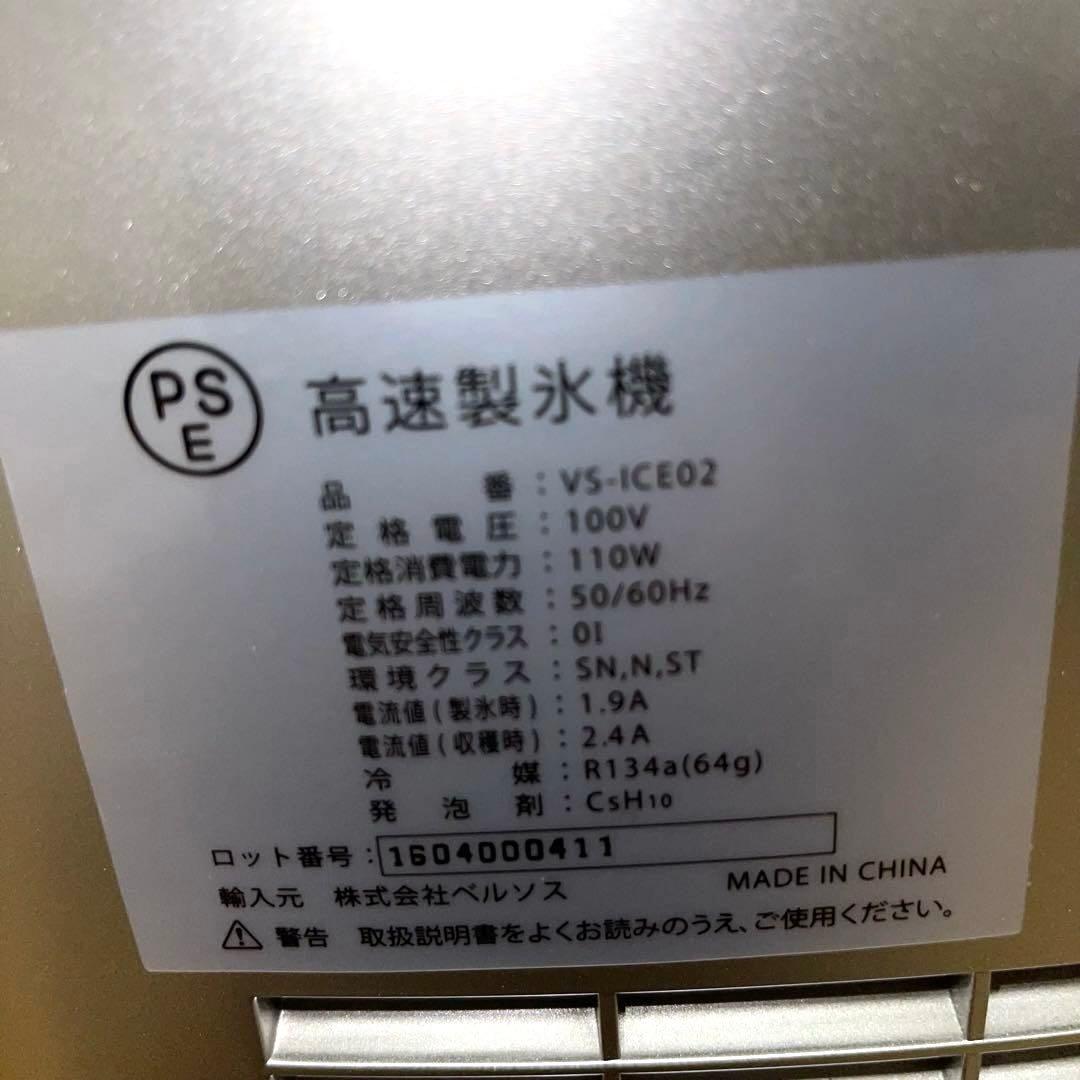 PSE 高速製氷機
品番：VS-ICE02
定格電圧：100V
定格消費電力：110W
定格周波数：50/60Hz
電気安全性クラス：0I
環境クラス：SN,N,ST
電流値(製氷時)：1.9A
電流値(収穫時)：2.4A
冷媒：R134a(64g)
発泡剤：C5H10
ロット番号：1604000411
輸入元 株式会社ベルソス MADE IN CHINA
警告 取扱説明書をよくお読みのうえ、ご使用ください。